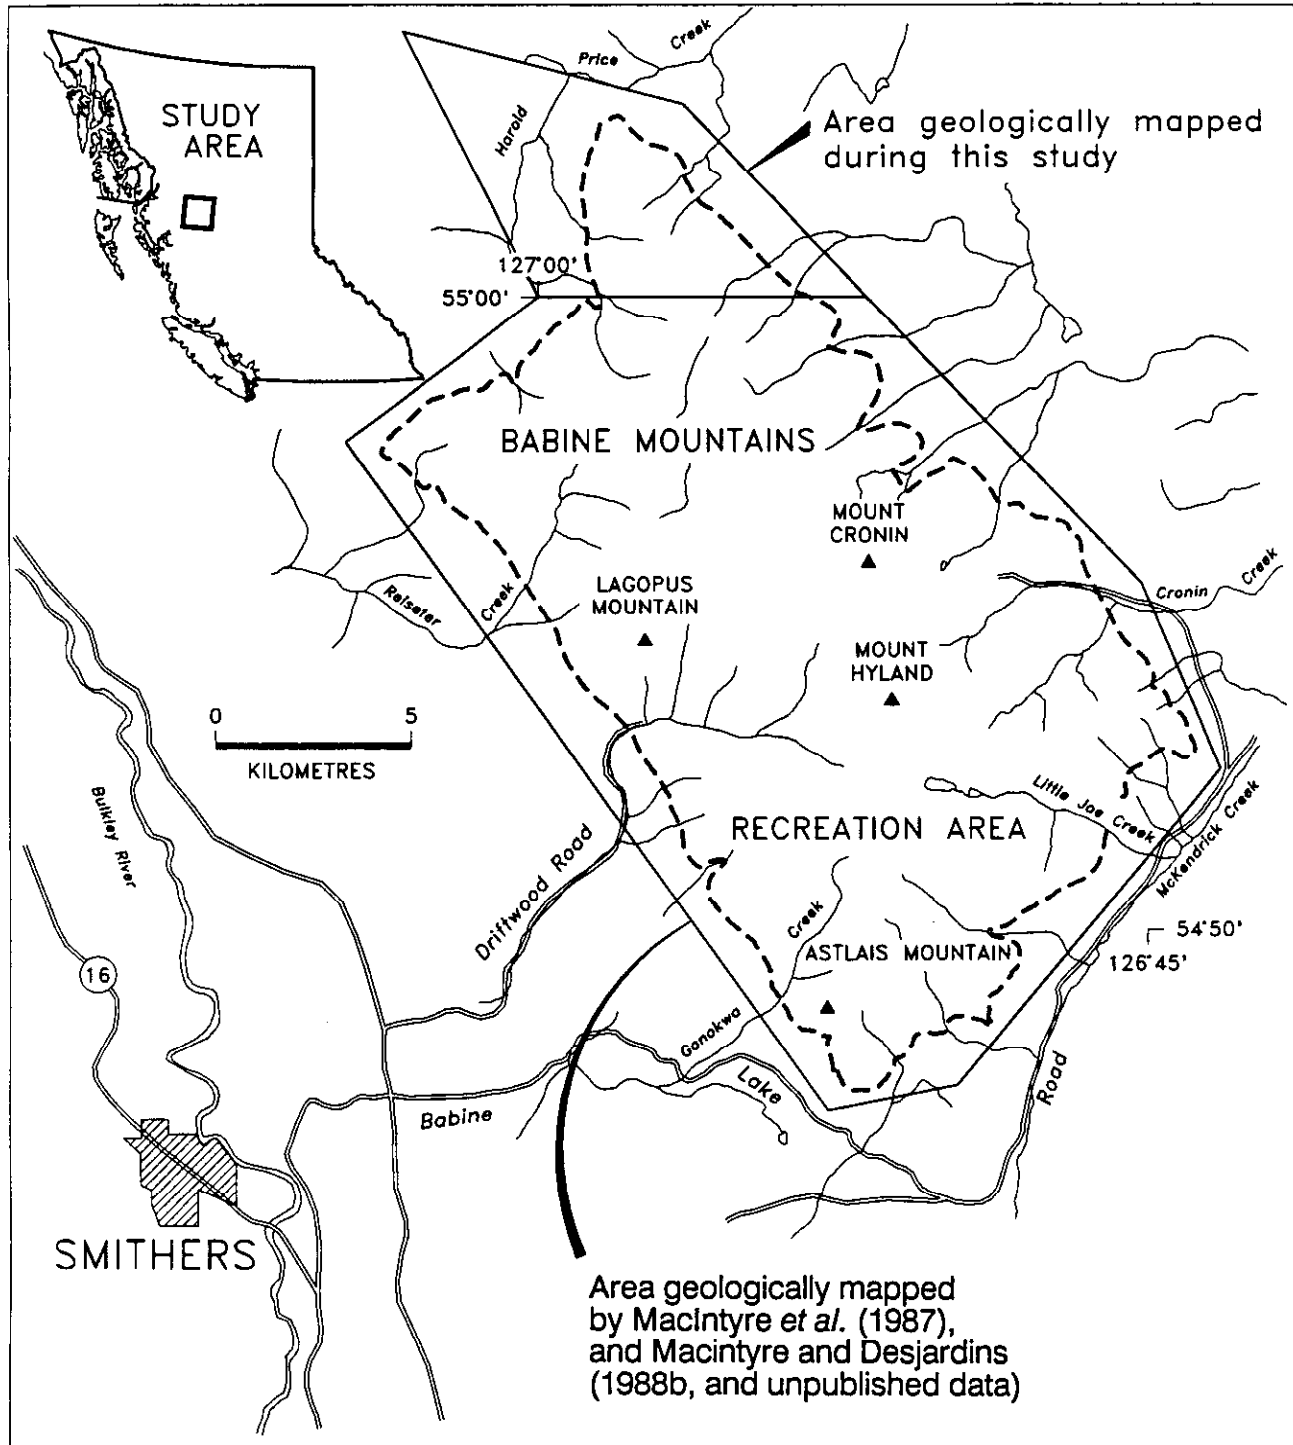 STUDY
AREA
Price
Creek
Harold
Area geologically mapped
during this study
127°00'
55°00'
BABINE MOUNTAINS
MOUNT
CRONIN
LAGOPUS
MOUNTAIN
Reiseter
Creek
Cronin
Creek
MOUNT
HYLAND
0
5
KILOMETRES
Bulkley
River
Little Joe Creek
RECREATION AREA
McKendrick Creek
Driftwood Road
Creek
54°50'
126°45'
ASTLAIS MOUNTAIN
16
Ganokwa
Babine
Lake
Road
SMITHERS
Area geologically mapped
by MacIntyre et al. (1987),
and Macintyre and Desjardins
(1988b, and unpublished data)